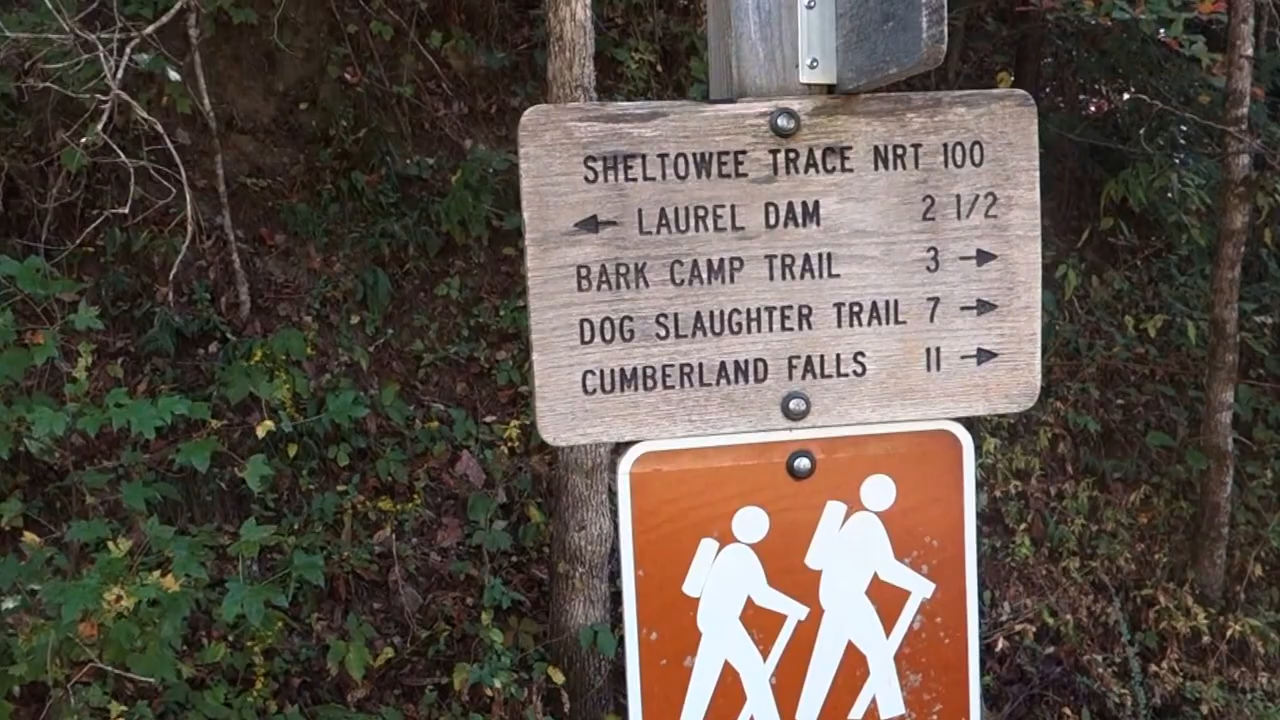 SHELTOWEE TRACE NRT 100
← LAUREL DAM 2 1/2
BARK CAMP TRAIL 3 →
DOG SLAUGHTER TRAIL 7 →
CUMBERLAND FALLS 11 →